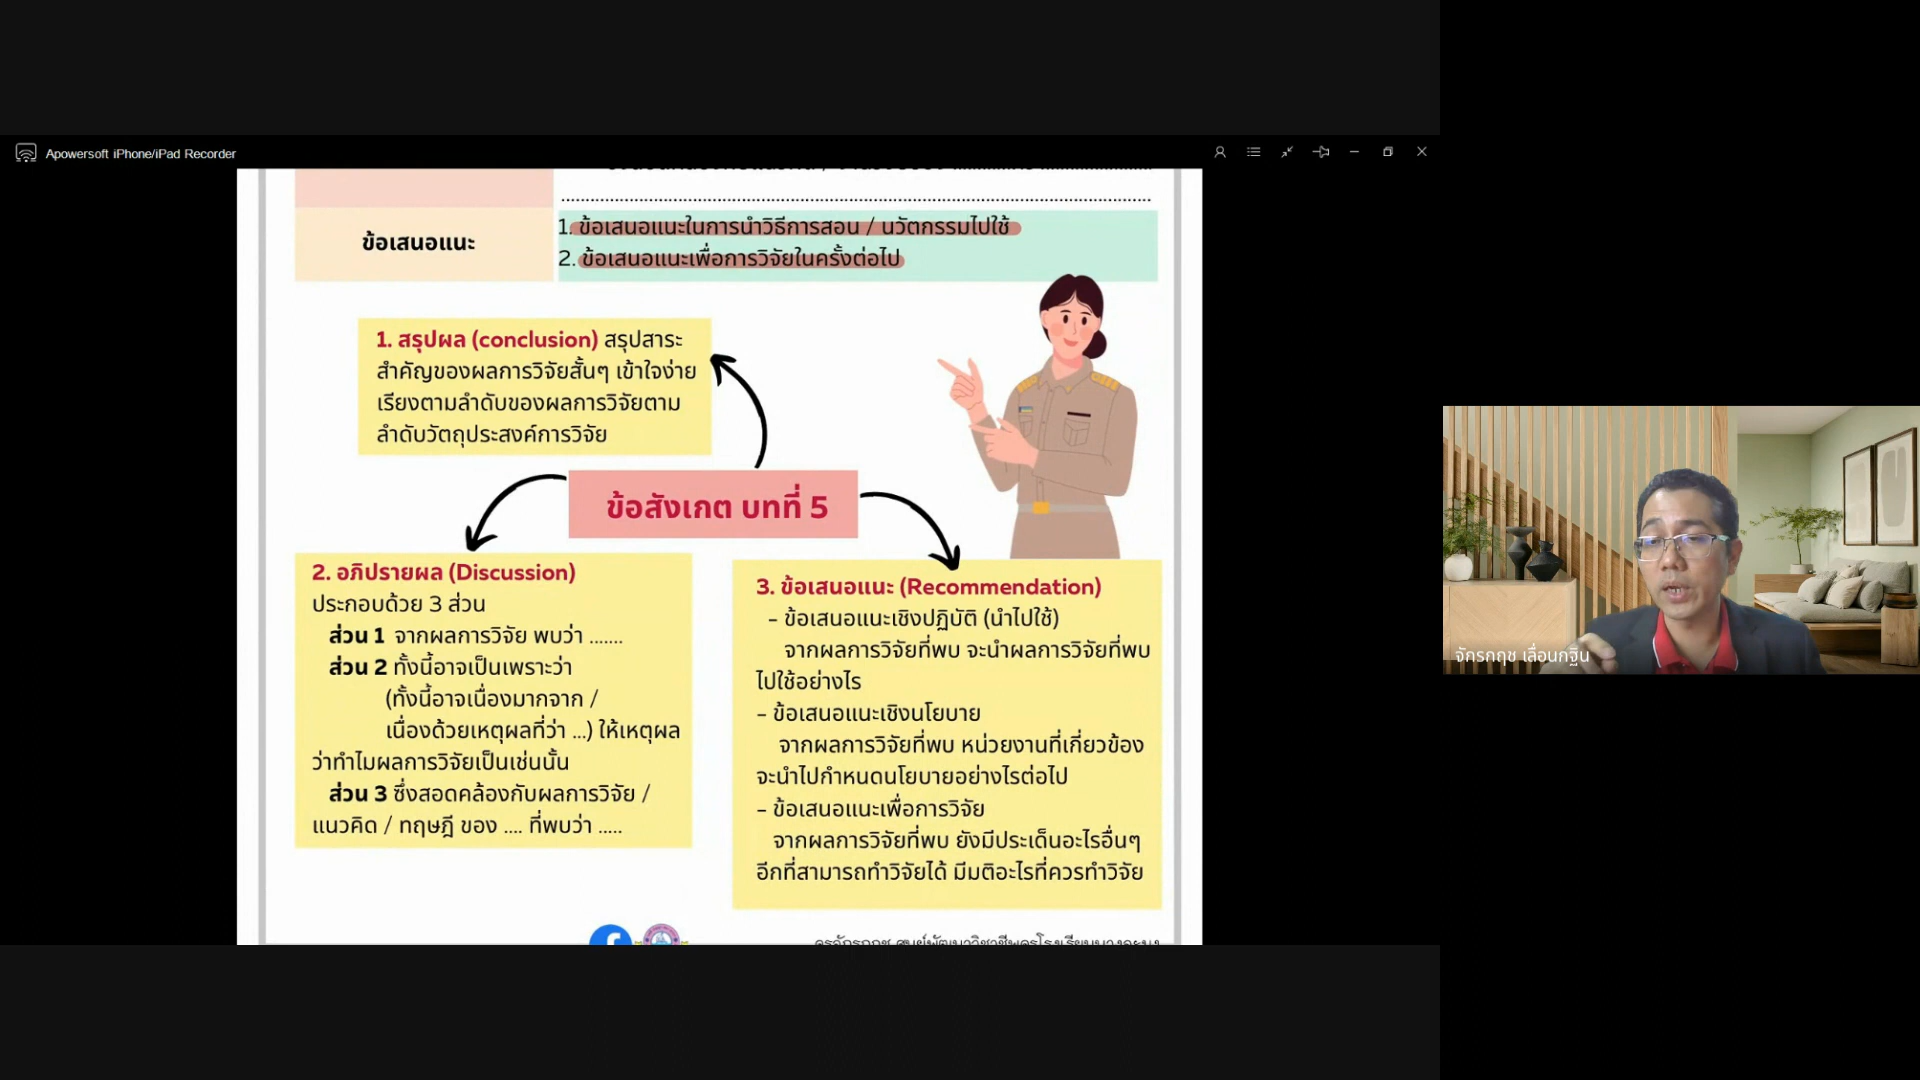 Apowersoft iPhone/iPad Recorder
ข้อเสนอแนะ
1. ข้อเสนอแนะในการนำวิธีการสอน / นวัตกรรมไปใช้
2. ข้อเสนอแนะเพื่อการวิจัยในครั้งต่อไป
1. สรุปผล (conclusion) สรุปสาระ
สำคัญของผลการวิจัยสั้นๆ เข้าใจง่าย
เรียงตามลำดับของผลการวิจัยตาม
ลำดับวัตถุประสงค์การวิจัย
ข้อสังเกต บทที่ 5
2. อภิปรายผล (Discussion)
ประกอบด้วย 3 ส่วน
ส่วน 1 จากผลการวิจัย พบว่า .......
ส่วน 2 ทั้งนี้อาจเป็นเพราะว่า
(ทั้งนี้อาจเนื่องมากจาก /
เนื่องด้วยเหตุผลที่ว่า ...) ให้เหตุผล
ว่าทำไมผลการวิจัยเป็นเช่นนั้น
ส่วน 3 ซึ่งสอดคล้องกับผลการวิจัย /
แนวคิด / ทฤษฎี ของ .... ที่พบว่า .....
3. ข้อเสนอแนะ (Recommendation)
- ข้อเสนอแนะเชิงปฏิบัติ (นำไปใช้)
จากผลการวิจัยที่พบ จะนำผลการวิจัยที่พบ
ไปใช้อย่างไร
- ข้อเสนอแนะเชิงนโยบาย
จากผลการวิจัยที่พบ หน่วยงานที่เกี่ยวข้อง
จะนำไปกำหนดนโยบายอย่างไรต่อไป
- ข้อเสนอแนะเพื่อการวิจัย
จากผลการวิจัยที่พบ ยังมีประเด็นอะไรอื่นๆ
อีกที่สามารถทำวิจัยได้ มีมติอะไรที่ควรทำวิจัย
จักรกฤช เลื่อนกฐิน